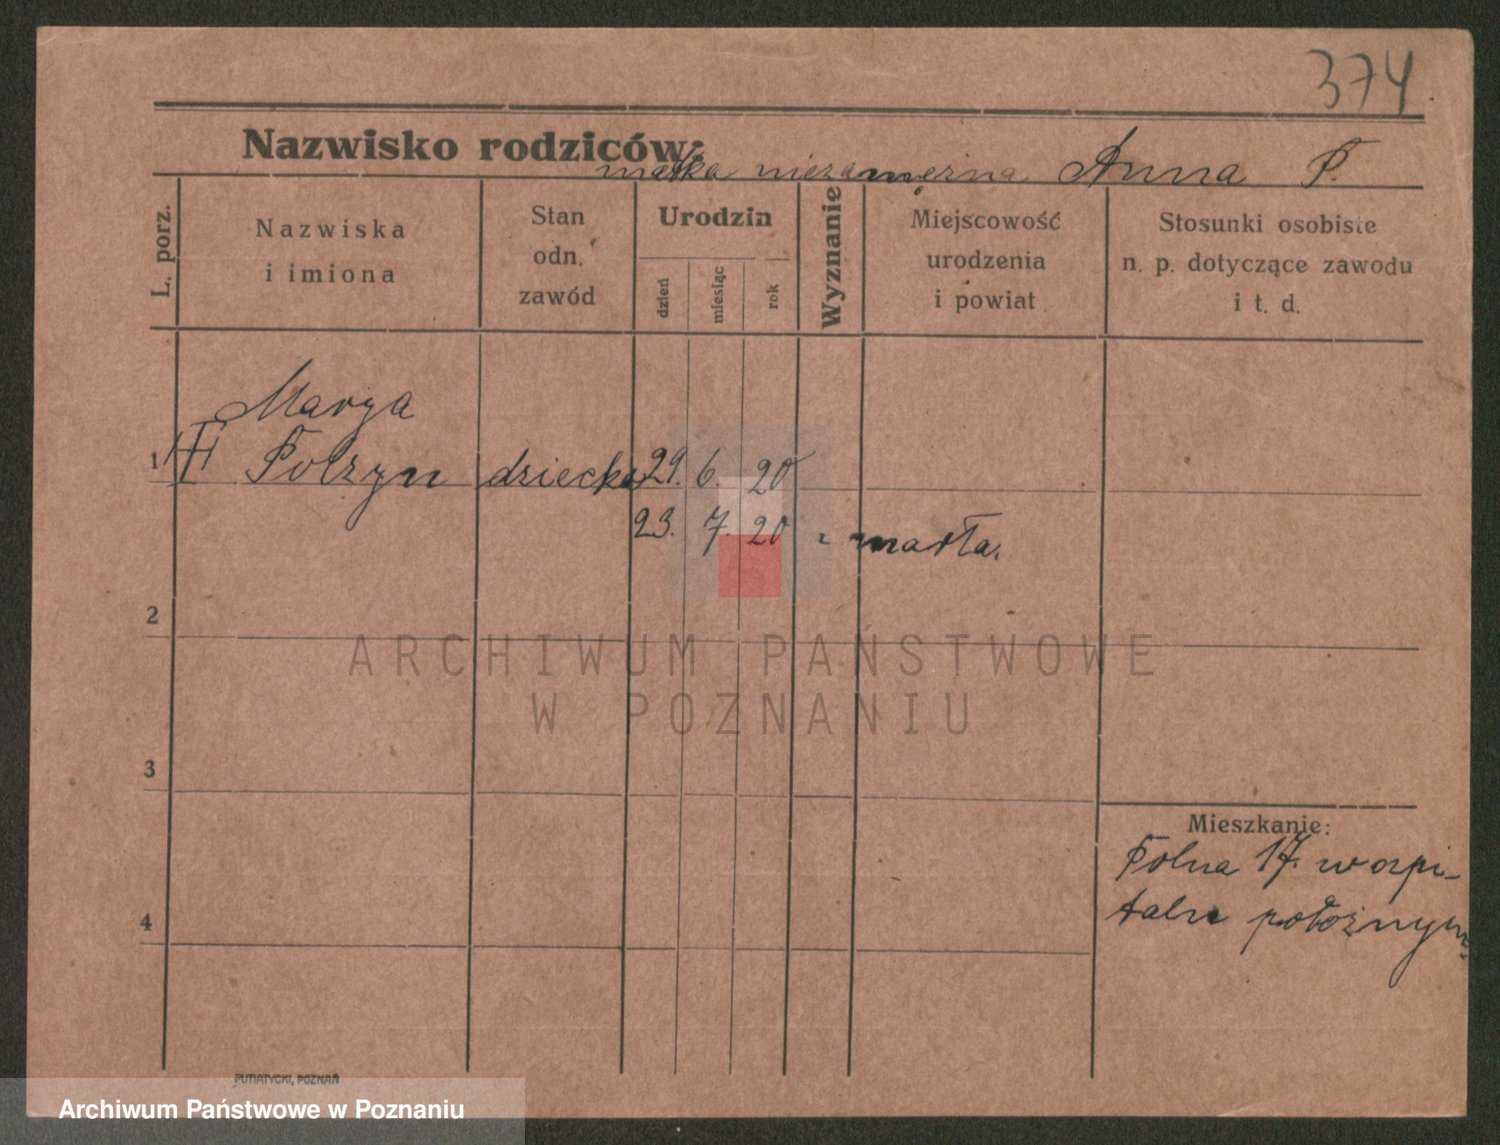 374.
Nazwisko rodziców:
matka niezamężna Anna P.
L. porz.
Nazwiska
i imiona
Stan
odn.
zawód
Urodzin
dzień
miesiąc
rok
Wyznanie
Miejscowość
urodzenia
i powiat
Stosunki osobiste
n. p. dotyczące zawodu
i t. d.
Marya
1 Polzyn dziecko 29. 6. 20
23. 7. 20 zmarła.
2
3
4
Mieszkanie:
Polna 17. w szpi-
talu położnym.
PUTIATYCKI, POZNAŃ
ARCHIWUM PAŃSTWOWE
W POZNANIU
Archiwum Państwowe w Poznaniu